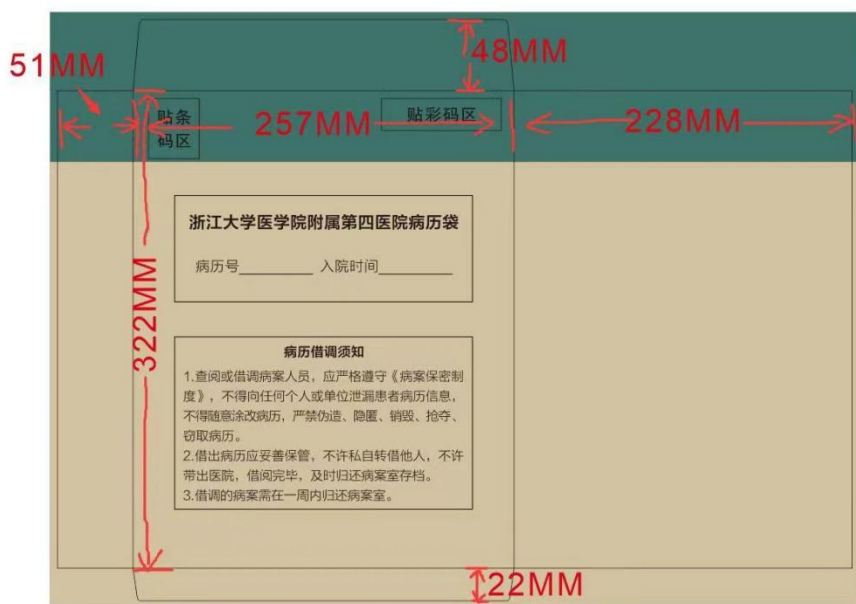 48MM
51MM
贴条
码区
257MM
贴彩码区
228MM
浙江大学医学院附属第四医院病历袋
病历号________ 入院时间________
322MM
病历借调须知
1.查阅或借调病案人员，应严格遵守《病案保密制
度》，不得向任何个人或单位泄漏患者病历信息，
不得随意涂改病历，严禁伪造、隐匿、销毁、抢夺、
窃取病历。
2.借出病历应妥善保管，不许私自转借他人，不许
带出医院，借阅完毕，及时归还病案室存档。
3.借调的病案需在一周内归还病案室。
22MM